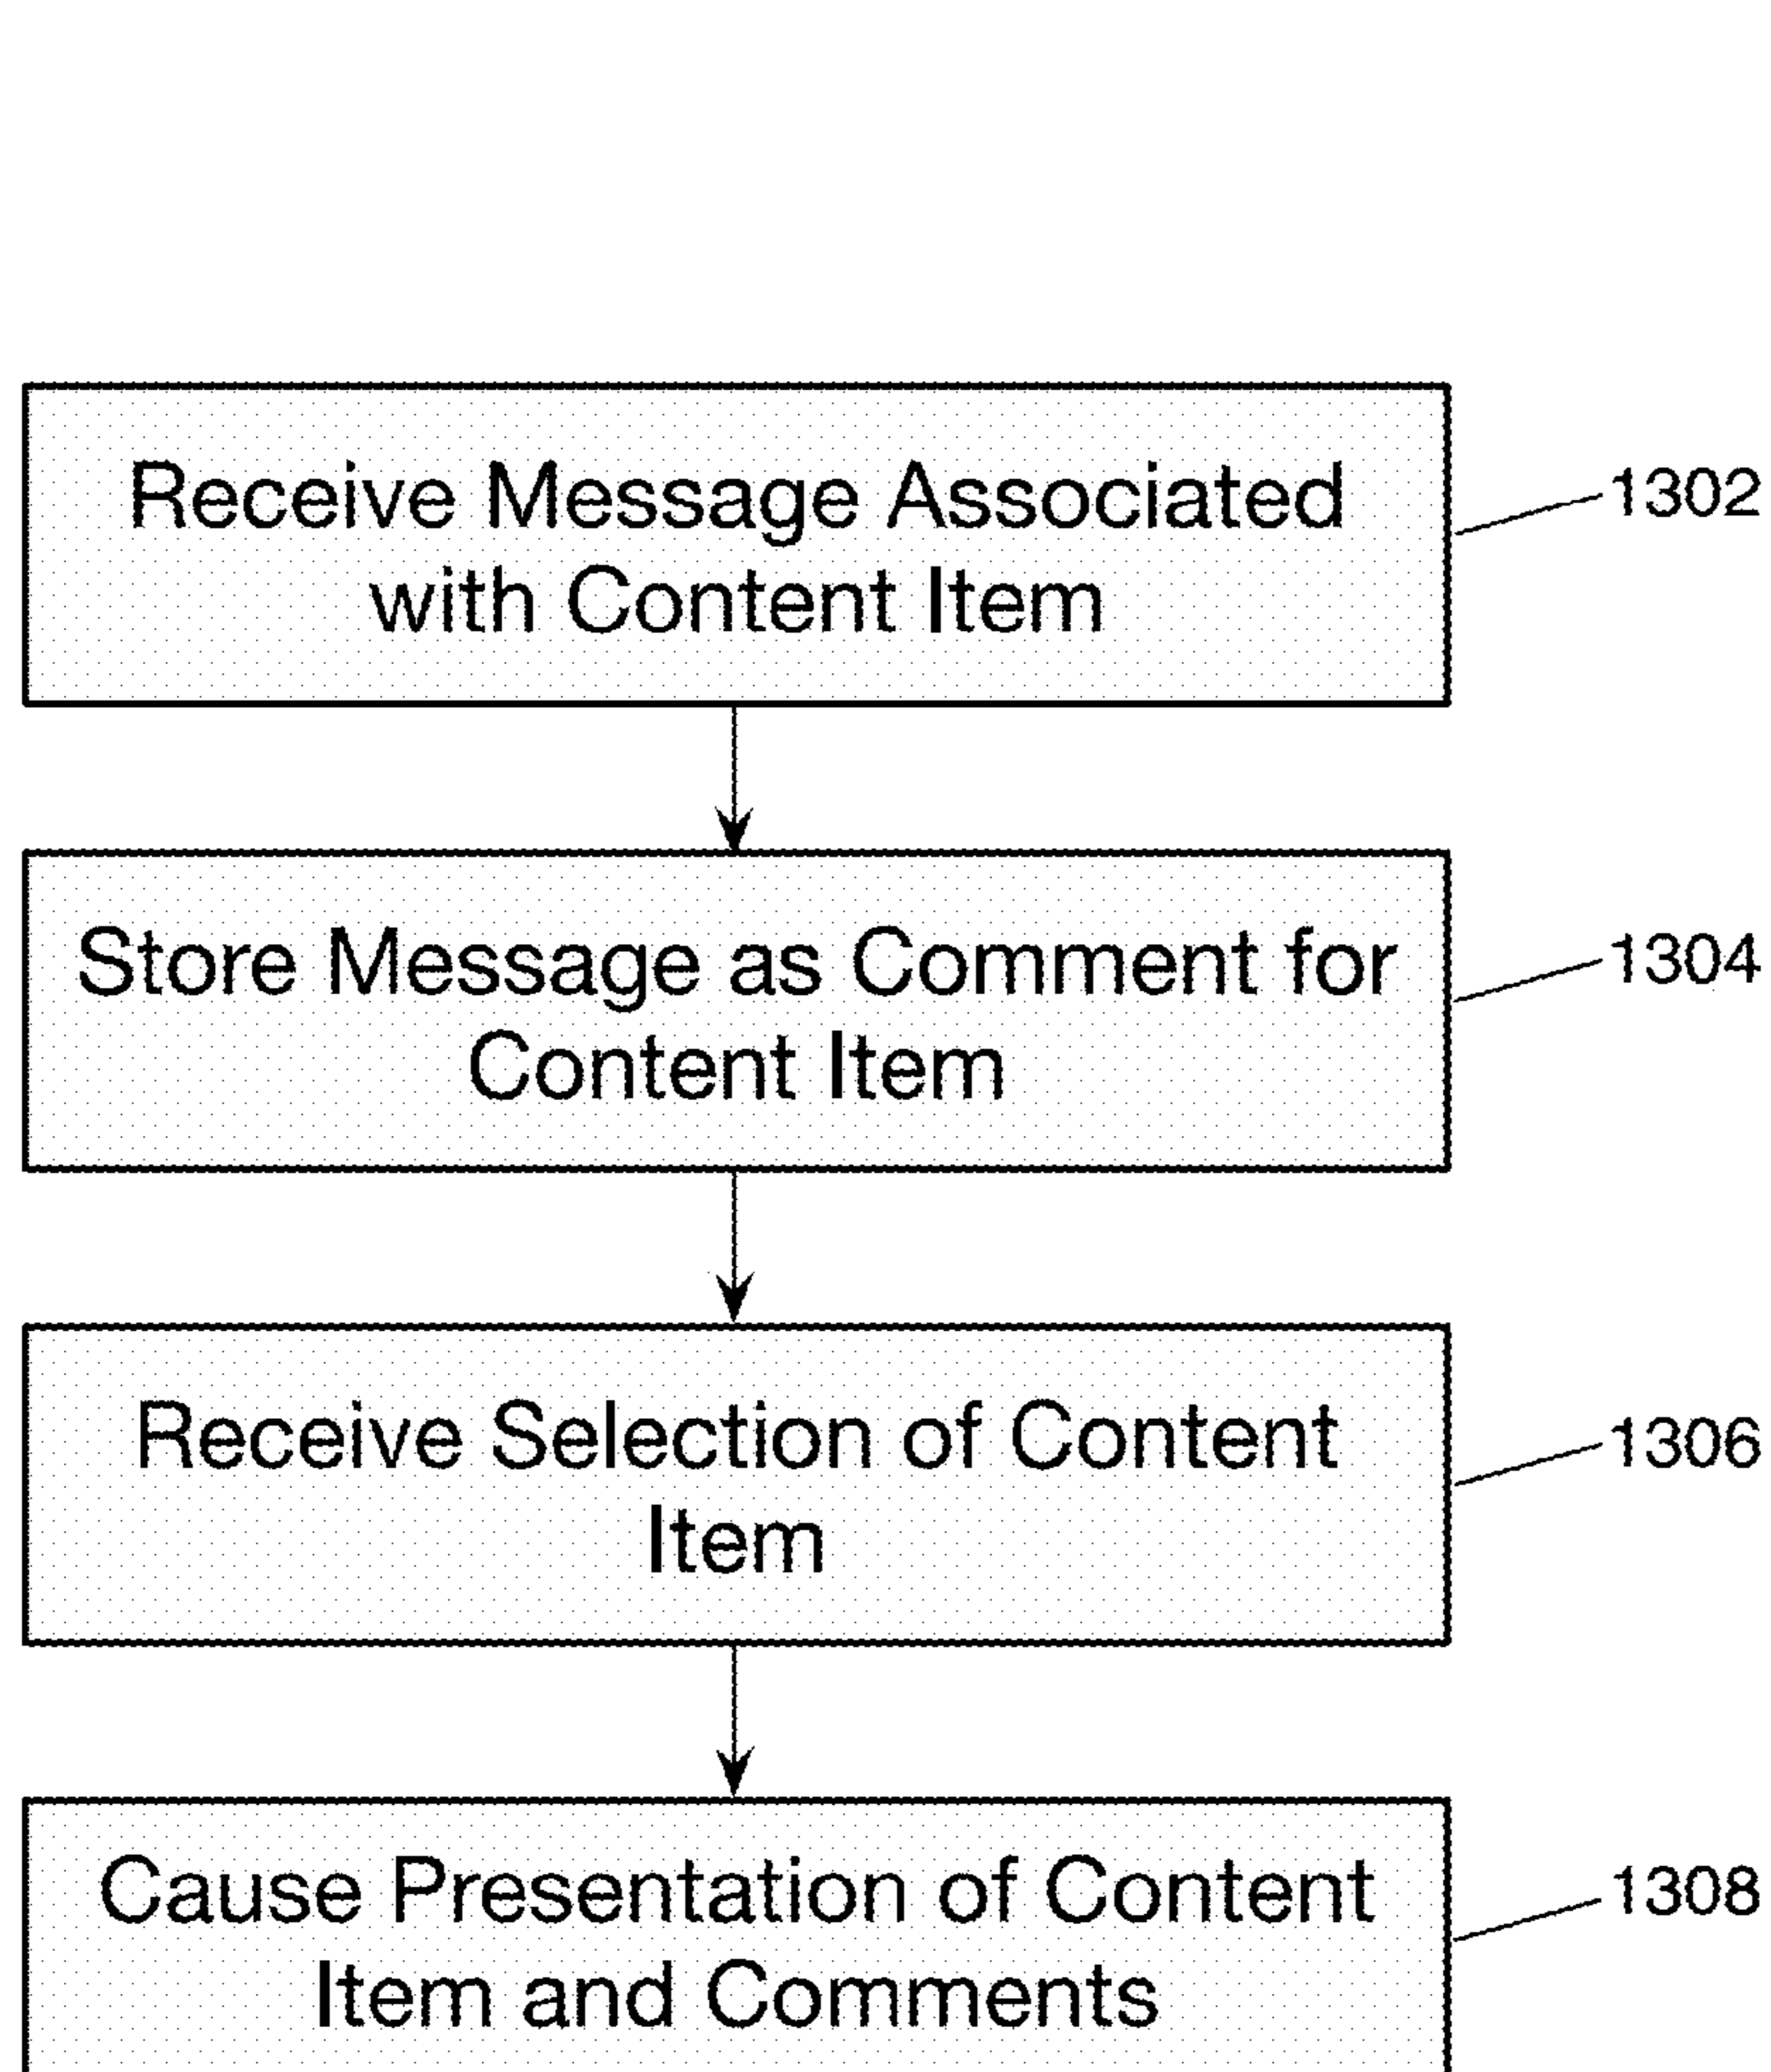 Receive Message Associated
with Content Item
1302
Store Message as Comment for
Content Item
1304
Receive Selection of Content
Item
1306
Cause Presentation of Content
Item and Comments
1308